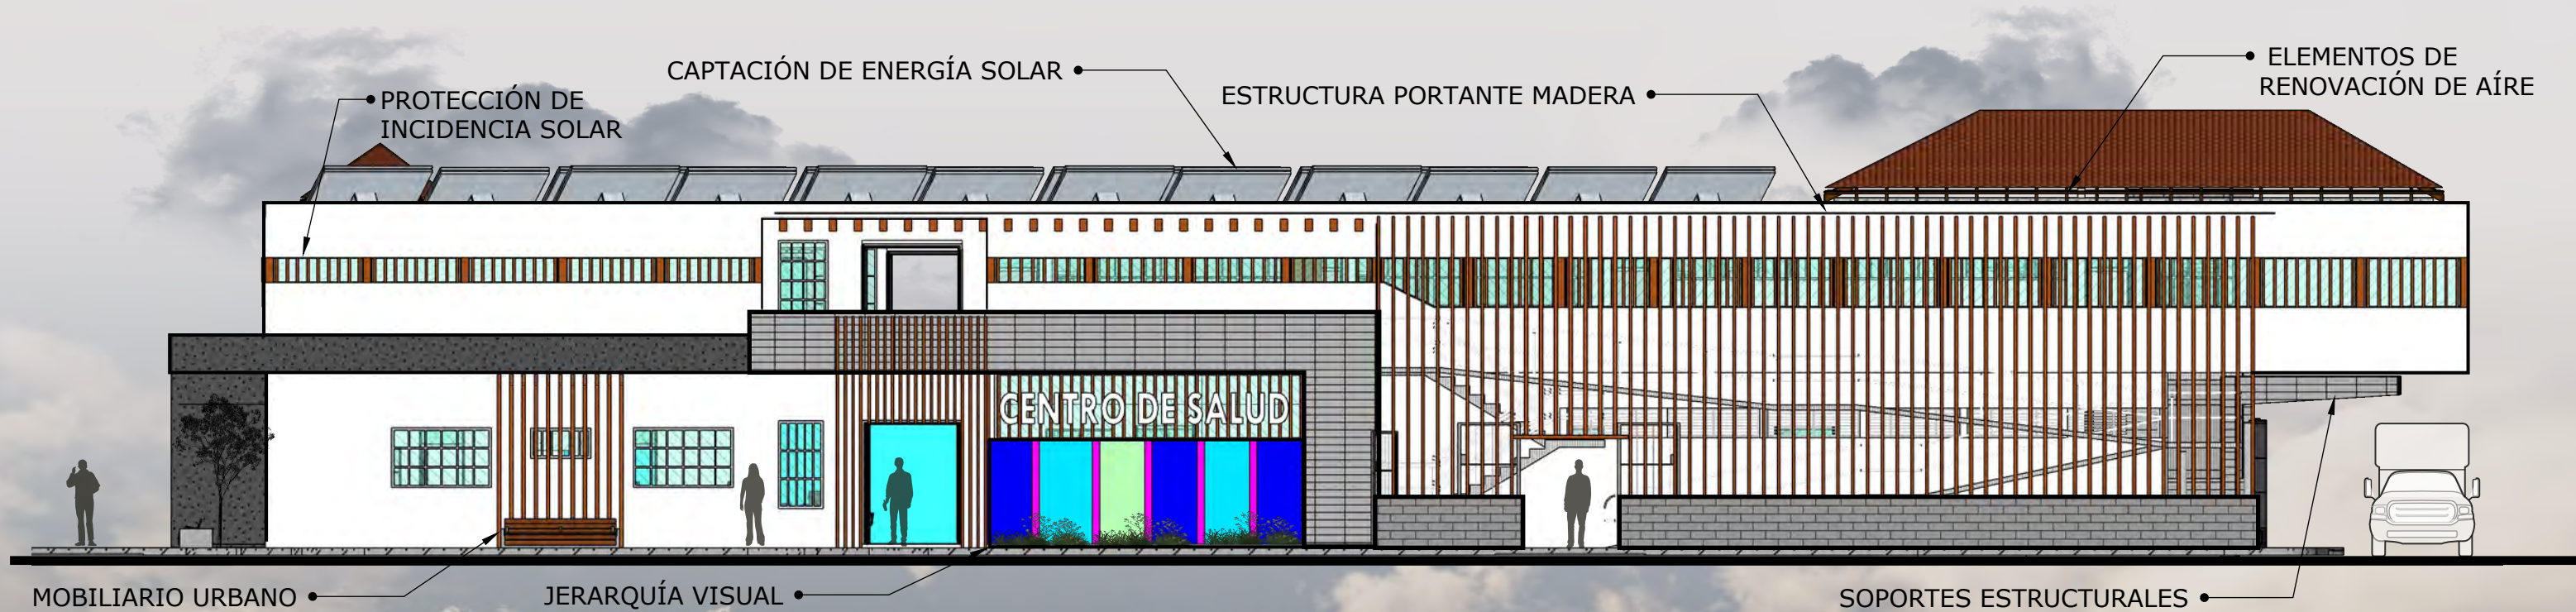 CAPTACIÓN DE ENERGÍA SOLAR
ELEMENTOS DE
RENOVACIÓN DE AÍRE
PROTECCIÓN DE
INCIDENCIA SOLAR
ESTRUCTURA PORTANTE MADERA
CENTRO DE SALUD
MOBILIARIO URBANO
JERARQUÍA VISUAL
SOPORTES ESTRUCTURALES